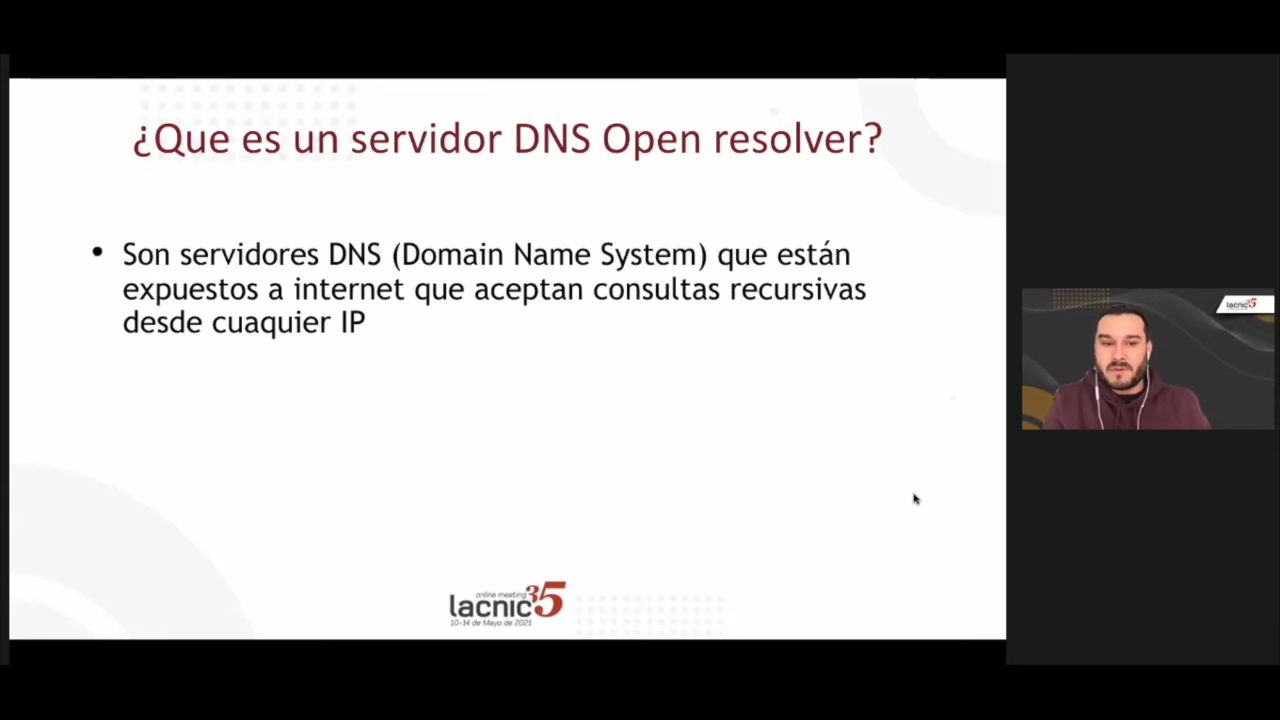 ¿Que es un servidor DNS Open resolver?
• Son servidores DNS (Domain Name System) que están
expuestos a internet que aceptan consultas recursivas
desde cuaquier IP
lacnic35
online meeting
lacnic35
10-14 de Mayo de 2021